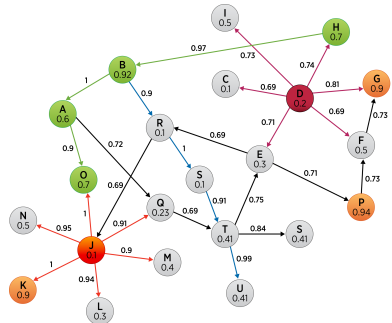 I
0.5
H
0.7
0.97
0.73
0.74
B
0.92
C
0.1
0.69
D
0.2
0.81
G
0.9
1
0.9
A
0.6
R
0.1
0.71
0.69
0.73
0.72
0.69
E
0.3
F
0.5
0.9
1
O
0.7
0.69
S
0.1
0.71
0.73
N
0.5
0.95
1
0.91
Q
0.23
0.91
0.75
P
0.94
0.69
T
0.41
0.84
S
0.41
J
0.1
0.9
M
0.4
1
0.94
0.99
K
0.9
L
0.3
U
0.41